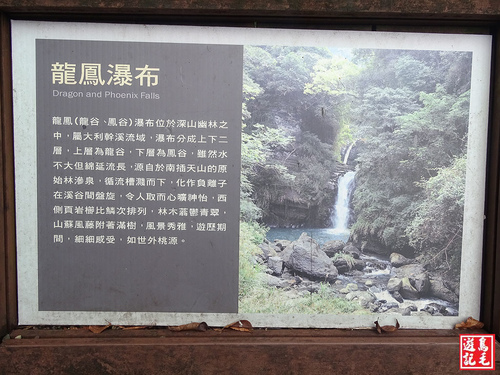 龍鳳瀑布
Dragon and Phoenix Falls
龍鳳(龍谷、鳳谷)瀑布位於深山幽林之
中，屬大利幹溪流域，瀑布分成上下二
層，上層為龍谷，下層為鳳谷，雖然水
不大但綿延流長，源自於南插天山的原
始林滲泉，循流槽濺而下，化作負離子
在溪谷間盤旋，令人取而心曠神怡，西
側頁岩櫛比鱗次排列，林木蓊鬱青翠，
山蘇風藤附著滿樹，風景秀雅，遊歷期
間，細細感受，如世外桃源。
馬毛
遊記